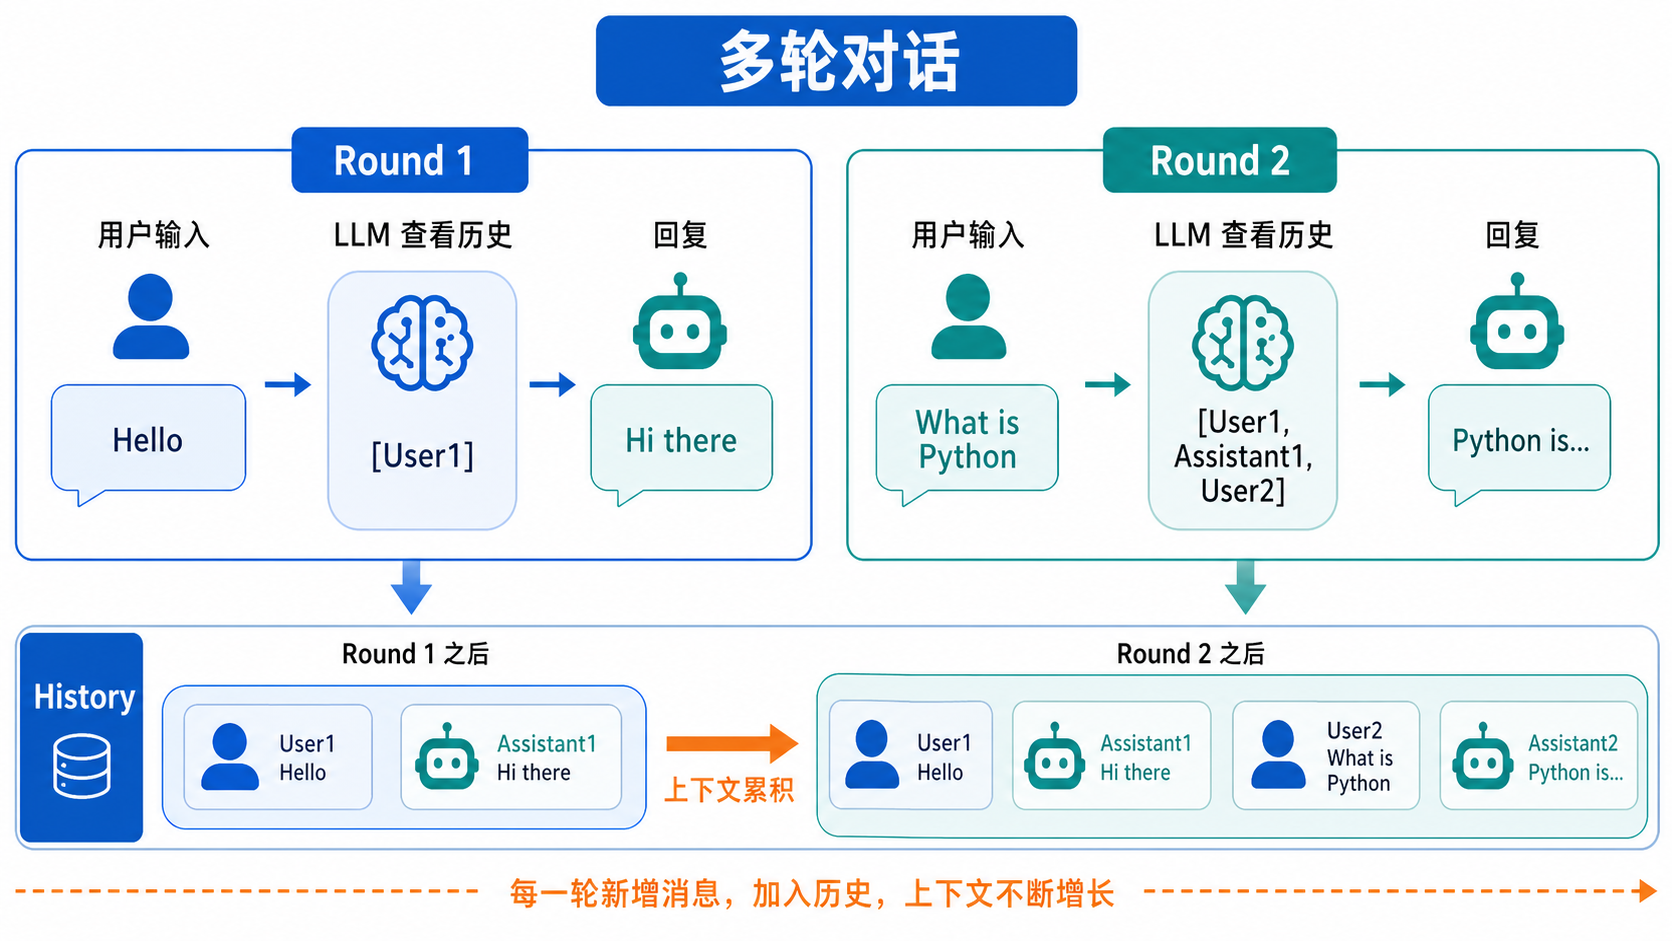 多轮对话
Round 1
用户输入
LLM 查看历史
回复
Hello
[User1]
Hi there
Round 2
用户输入
LLM 查看历史
回复
What is
Python
[User1,
Assistant1,
User2]
Python is...
History
Round 1 之后
User1
Hello
Assistant1
Hi there
上下文累积
Round 2 之后
User1
Hello
Assistant1
Hi there
User2
What is
Python
Assistant2
Python is...
每一轮新增消息，加入历史，上下文不断增长